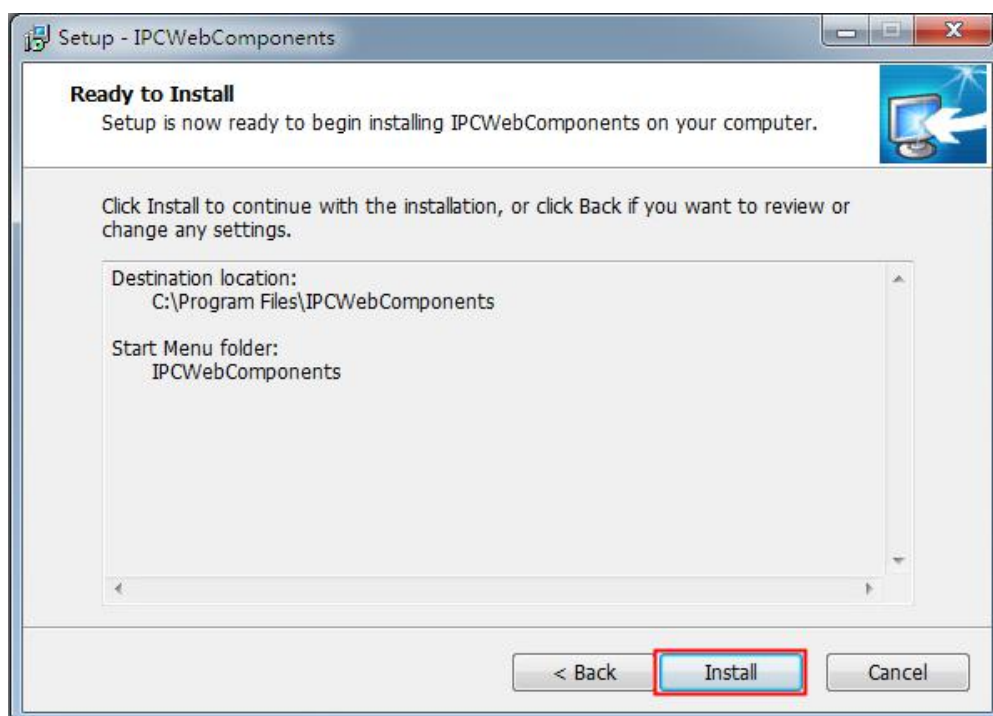 Setup - IPCWebComponents
Ready to Install
Setup is now ready to begin installing IPCWebComponents on your computer.
Click Install to continue with the installation, or click Back if you want to review or
change any settings.
Destination location:
C:\Program Files\IPCWebComponents
Start Menu folder:
IPCWebComponents
< Back
Install
Cancel